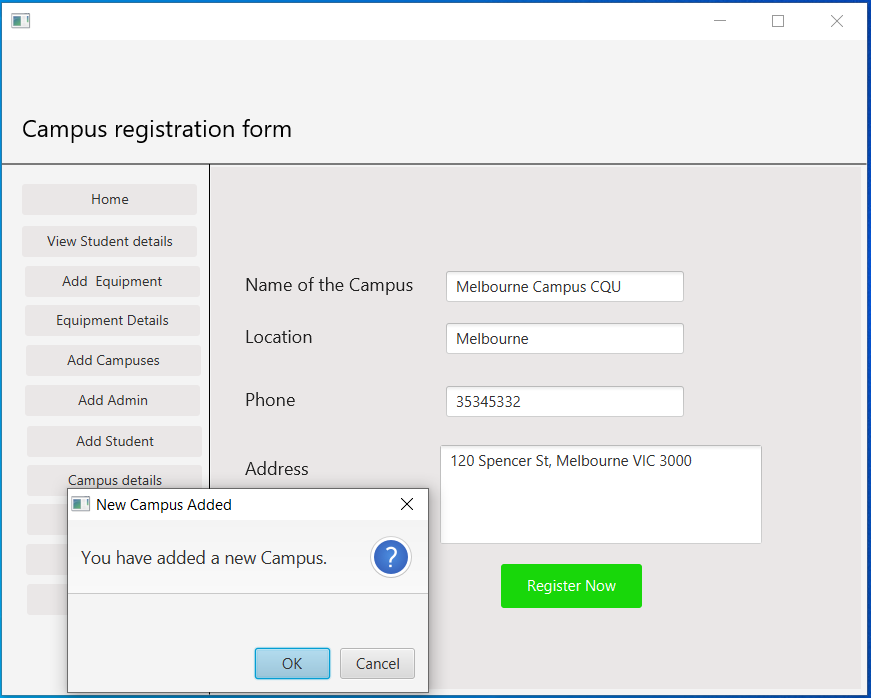 Campus registration form
Home
View Student details
Add  Equipment
Equipment Details
Add Campuses
Add Admin
Add Student
Campus details
Name of the Campus
Melbourne Campus CQU
Location
Melbourne
Phone
35345332
Address
120 Spencer St, Melbourne VIC 3000
Register Now
New Campus Added
You have added a new Campus.
?
OK
Cancel